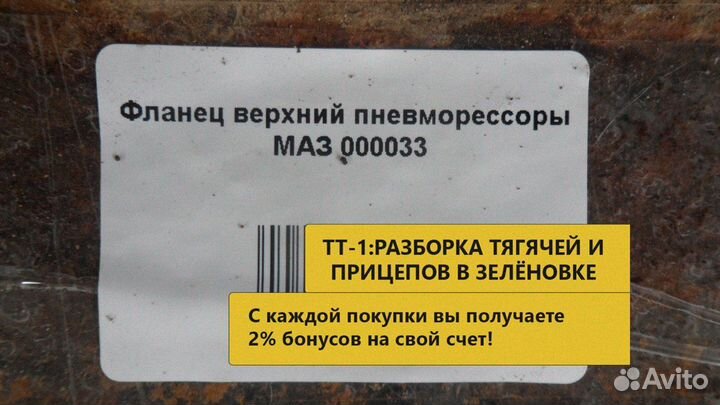 Фланец верхний пневморессоры
МАЗ 000033
ТТ-1:РАЗБОРКА ТЯГАЧЕЙ И
ПРИЦЕПОВ В ЗЕЛЁНОВКЕ
С каждой покупки вы получаете
2% бонусов на свой счет!
Avito